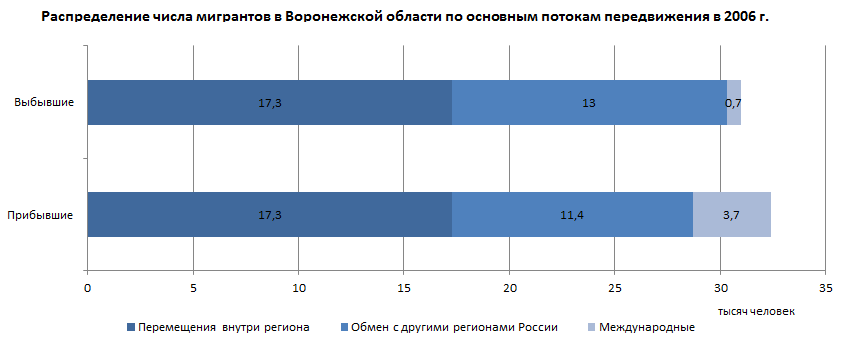 Распределение числа мигрантов в Воронежской области по основным потокам передвижения в 2006 г.
Выбывшие
17,3
13
0,7
Прибывшие
17,3
11,4
3,7
0 5 10 15 20 25 30 35
тысяч человек
Перемещения внутри региона
Обмен с другими регионами России
Международные